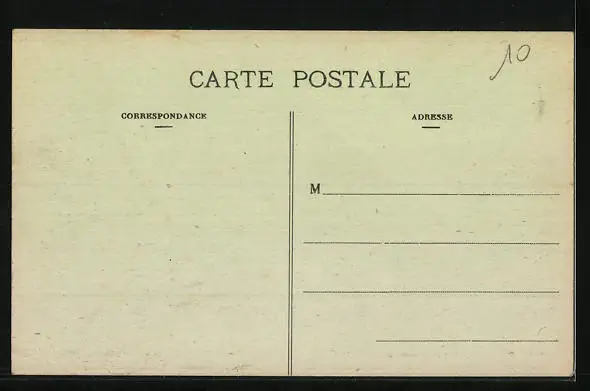 10
CARTE POSTALE
CORRESPONDANCE
ADRESSE
M